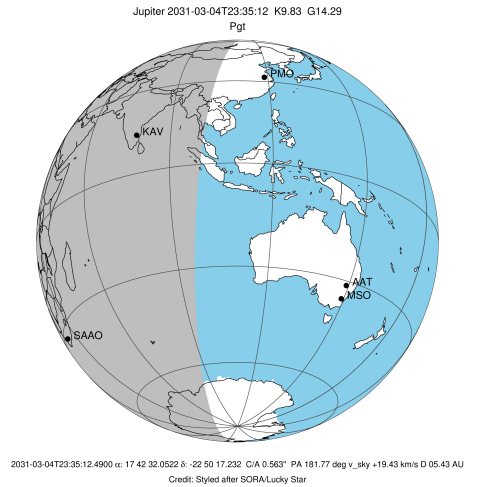 Jupiter 2031-03-04T23:35:12 K9.83 G14.29
Pgt
PMO
KAV
AAT
MSO
SAAO
2031-03-04T23:35:12.4900 α: 17 42 32.0522 δ: -22 50 17.232 C/A 0.563" PA 181.77 deg v_sky +19.43 km/s D 05.43 AU
Credit: Styled after SORA/Lucky Star